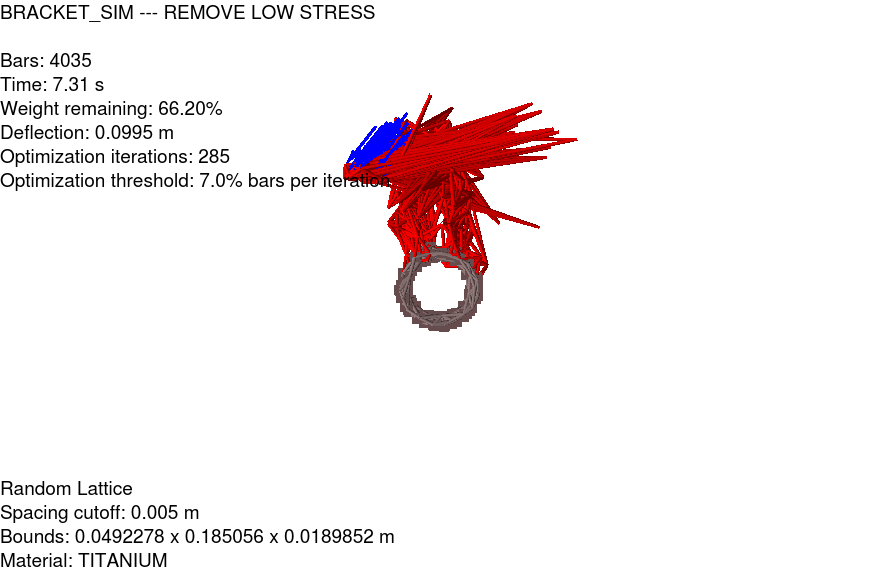 BRACKET_SIM --- REMOVE LOW STRESS
Bars: 4035
Time: 7.31 s
Weight remaining: 66.20%
Deflection: 0.0995 m
Optimization iterations: 285
Optimization threshold: 7.0% bars per iteration
Random Lattice
Spacing cutoff: 0.005 m
Bounds: 0.0492278 x 0.185056 x 0.0189852 m
Material: TITANIUM